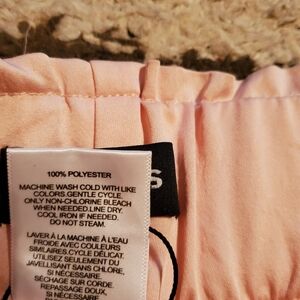 S
100% POLYESTER
MACHINE WASH COLD WITH LIKE
COLORS.GENTLE CYCLE,
ONLY NON-CHLORINE BLEACH
WHEN NEEDED.LINE DRY.
COOL IRON IF NEEDED.
DO NOT STEAM.
LAVER À LA MACHINE À L'EAU
FROIDE AVEC COULEURS
SIMILAIRES.CYCLE DÉLICAT.
UTILISEZ SEULEMENT DU
JAVELISANT SANS CHLORE,
SI NÉCESSAIRE
SÉCHAGE SUR CORDE.
REPASSAGE DOUX,
SI NÉCESSAIRE